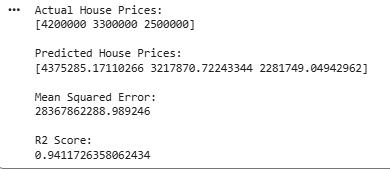 Actual House Prices:
[4200000 3300000 2500000]
Predicted House Prices:
[4375285.17110266 3217870.72243344 2281749.04942962]
Mean Squared Error:
28367862288.989246
R2 Score:
0.9411726358062434